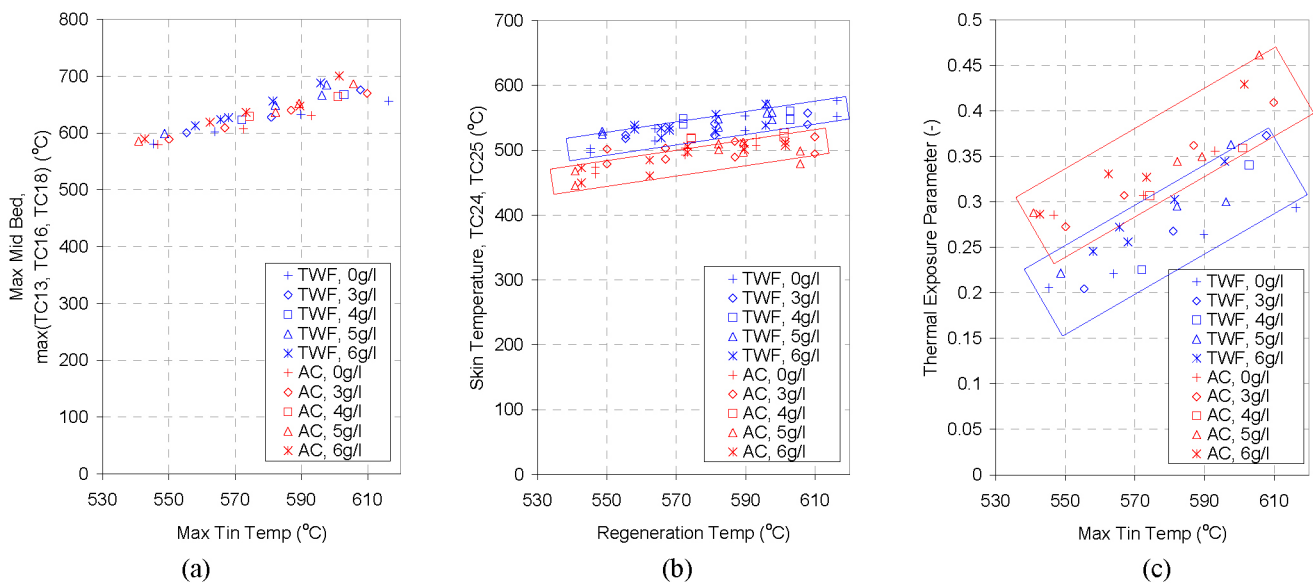 800
700
600
500
400
300
200
100
0
Max Mid Bed,
max(TC13, TC16, TC18) (°C)
530
550
570
590
610
Max Tin Temp (°C)
TWF, 0g/l
TWF, 3g/l
TWF, 4g/l
TWF, 5g/l
TWF, 6g/l
AC, 0g/l
AC, 3g/l
AC, 4g/l
AC, 5g/l
AC, 6g/l
(a)
700
600
500
400
300
200
100
0
Skin Temperature, TC24, TC25 (°C)
530
550
570
590
610
Regeneration Temp (°C)
TWF, 0g/l
TWF, 3g/l
TWF, 4g/l
TWF, 5g/l
TWF, 6g/l
AC, 0g/l
AC, 3g/l
AC, 4g/l
AC, 5g/l
AC, 6g/l
(b)
0.5
0.45
0.4
0.35
0.3
0.25
0.2
0.15
0.1
0.05
0
Thermal Exposure Parameter (-)
530
550
570
590
610
Max Tin Temp (°C)
TWF, 0g/l
TWF, 3g/l
TWF, 4g/l
TWF, 5g/l
TWF, 6g/l
AC, 0g/l
AC, 3g/l
AC, 4g/l
AC, 5g/l
AC, 6g/l
(c)